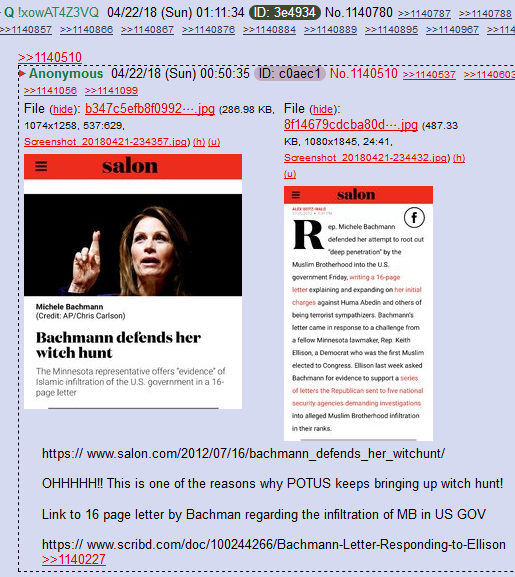 Q !xowAT4Z3VQ 04/22/18 (Sun) 01:11:34 ID: 3e4934 No.1140780 >>1140787 >>1140788
>>1140857 >>1140866 >>1140867 >>1140876 >>1140884 >>1140889 >>1140895 >>1140967 >>11
>>1140510
Anonymous 04/22/18 (Sun) 00:50:35 ID: c0aec1 No.1140510 >>1140537 >>1140603
>>1141056 >>1141099
File (hide): b347c5efb8f0992⋯.jpg (286.98 KB,
1074x1258, 537:629,
Screenshot_20180421-234357.jpg) (h) (u)
File (hide):
8f14679cdcba80d⋯.jpg (487.33
KB, 1080x1845, 24:41,
Screenshot_20180421-234432.jpg) (h)
(u)
salon
Michele Bachmann
(Credit: AP/Chris Carlson)
Bachmann defends her
witch hunt
The Minnesota representative offers "evidence" of
Islamic infiltration of the U.S. government in a 16-
page letter
salon
ALEX SEITZ-WALD
Rep. Michele Bachmann
defended her attempt to root out
"deep penetration" by the
Muslim Brotherhood into the U.S.
government Friday, writing a 16-page
letter explaining and expanding on her initial
charges against Huma Abedin and others of
being terrorist sympathizers. Bachmann's
letter came in response to a challenge from
a fellow Minnesota lawmaker, Rep. Keith
Ellison, a Democrat who was the first Muslim
elected to Congress. Ellison last week asked
Bachmann for evidence to support a series
of letters the Republican sent to five national
security agencies demanding investigations
into alleged Muslim Brotherhood infiltration
in their ranks.
https:// www.salon.com/2012/07/16/bachmann_defends_her_witchunt/
OHHHHH!! This is one of the reasons why POTUS keeps bringing up witch hunt!
Link to 16 page letter by Bachman regarding the infiltration of MB in US GOV
https:// www.scribd.com/doc/100244266/Bachmann-Letter-Responding-to-Ellison
>>1140227